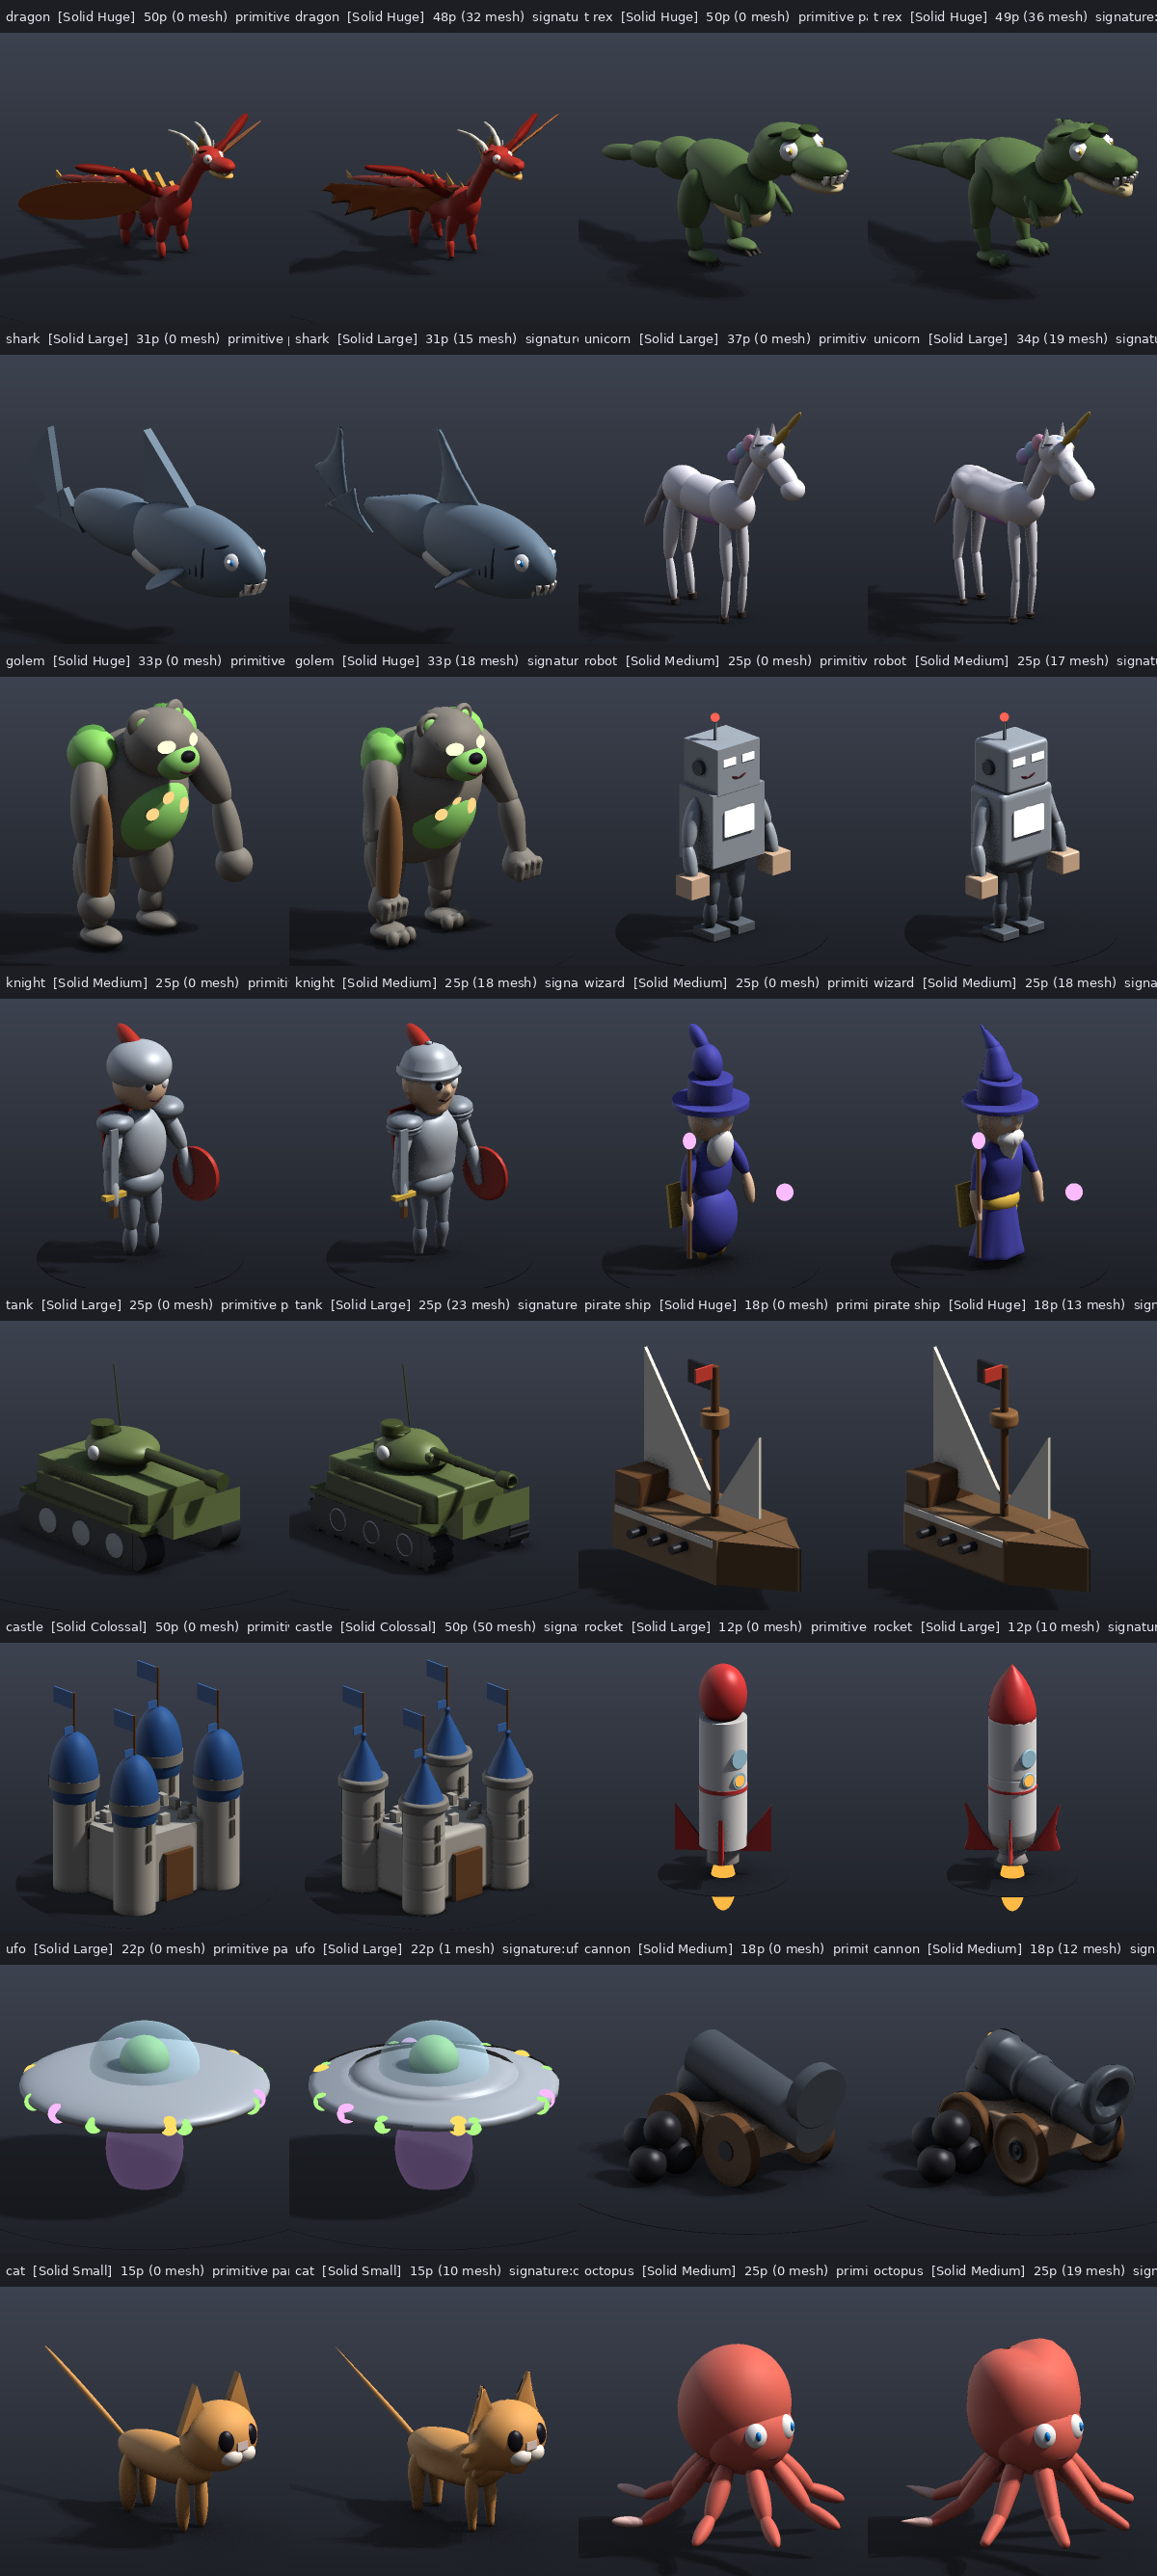 dragon [Solid Huge] 50p (0 mesh) primitive dragon [Solid Huge] 48p (32 mesh) signatu t rex [Solid Huge] 50p (0 mesh) primitive pa t rex [Solid Huge] 49p (36 mesh) signature:
shark [Solid Large] 31p (0 mesh) primitive shark [Solid Large] 31p (15 mesh) signatur unicorn [Solid Large] 37p (0 mesh) primitiv unicorn [Solid Large] 34p (19 mesh) signatu
golem [Solid Huge] 33p (0 mesh) primitive golem [Solid Huge] 33p (18 mesh) signatur robot [Solid Medium] 25p (0 mesh) primitiv robot [Solid Medium] 25p (17 mesh) signatu
knight [Solid Medium] 25p (0 mesh) primiti knight [Solid Medium] 25p (18 mesh) signa wizard [Solid Medium] 25p (0 mesh) primiti wizard [Solid Medium] 25p (18 mesh) signa
tank [Solid Large] 25p (0 mesh) primitive p tank [Solid Large] 25p (23 mesh) signature pirate ship [Solid Huge] 18p (0 mesh) primi pirate ship [Solid Huge] 18p (13 mesh) sign
castle [Solid Colossal] 50p (0 mesh) primiti castle [Solid Colossal] 50p (50 mesh) signa rocket [Solid Large] 12p (0 mesh) primitive rocket [Solid Large] 12p (10 mesh) signatur
ufo [Solid Large] 22p (0 mesh) primitive pa ufo [Solid Large] 22p (1 mesh) signature:uf cannon [Solid Medium] 18p (0 mesh) primit cannon [Solid Medium] 18p (12 mesh) sign
cat [Solid Small] 15p (0 mesh) primitive par cat [Solid Small] 15p (10 mesh) signature:c octopus [Solid Medium] 25p (0 mesh) primi octopus [Solid Medium] 25p (19 mesh) sign